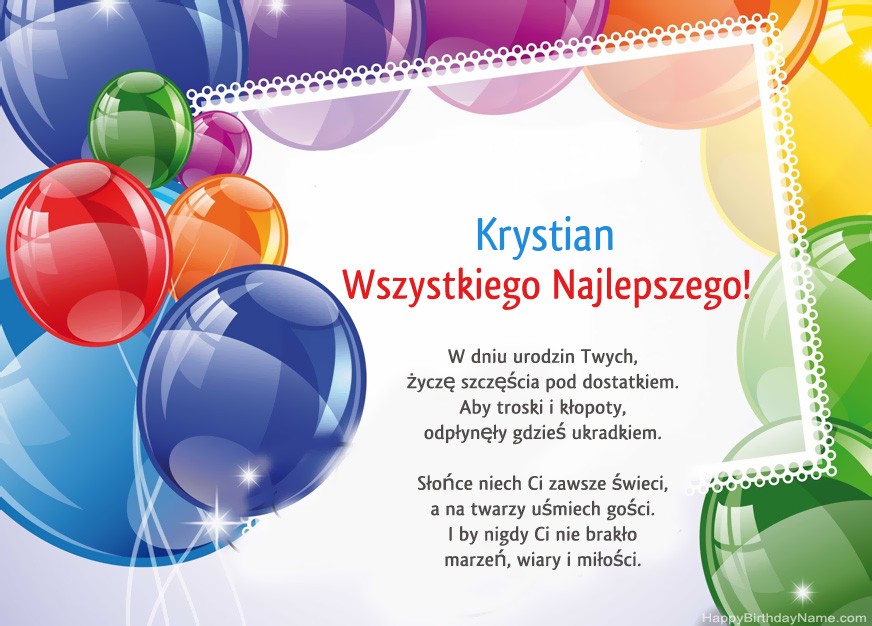 Krystian
Wszystkiego Najlepszego!
W dniu urodzin Twych,
życzę szczęścia pod dostatkiem.
Aby troski i kłopoty,
odpłynęły gdzieś ukradkiem.
Słońce niech Ci zawsze świeci,
a na twarzy uśmiech gości.
I by nigdy Ci nie brakło
marzeń, wiary i miłości.
HappyBirthdayName.com